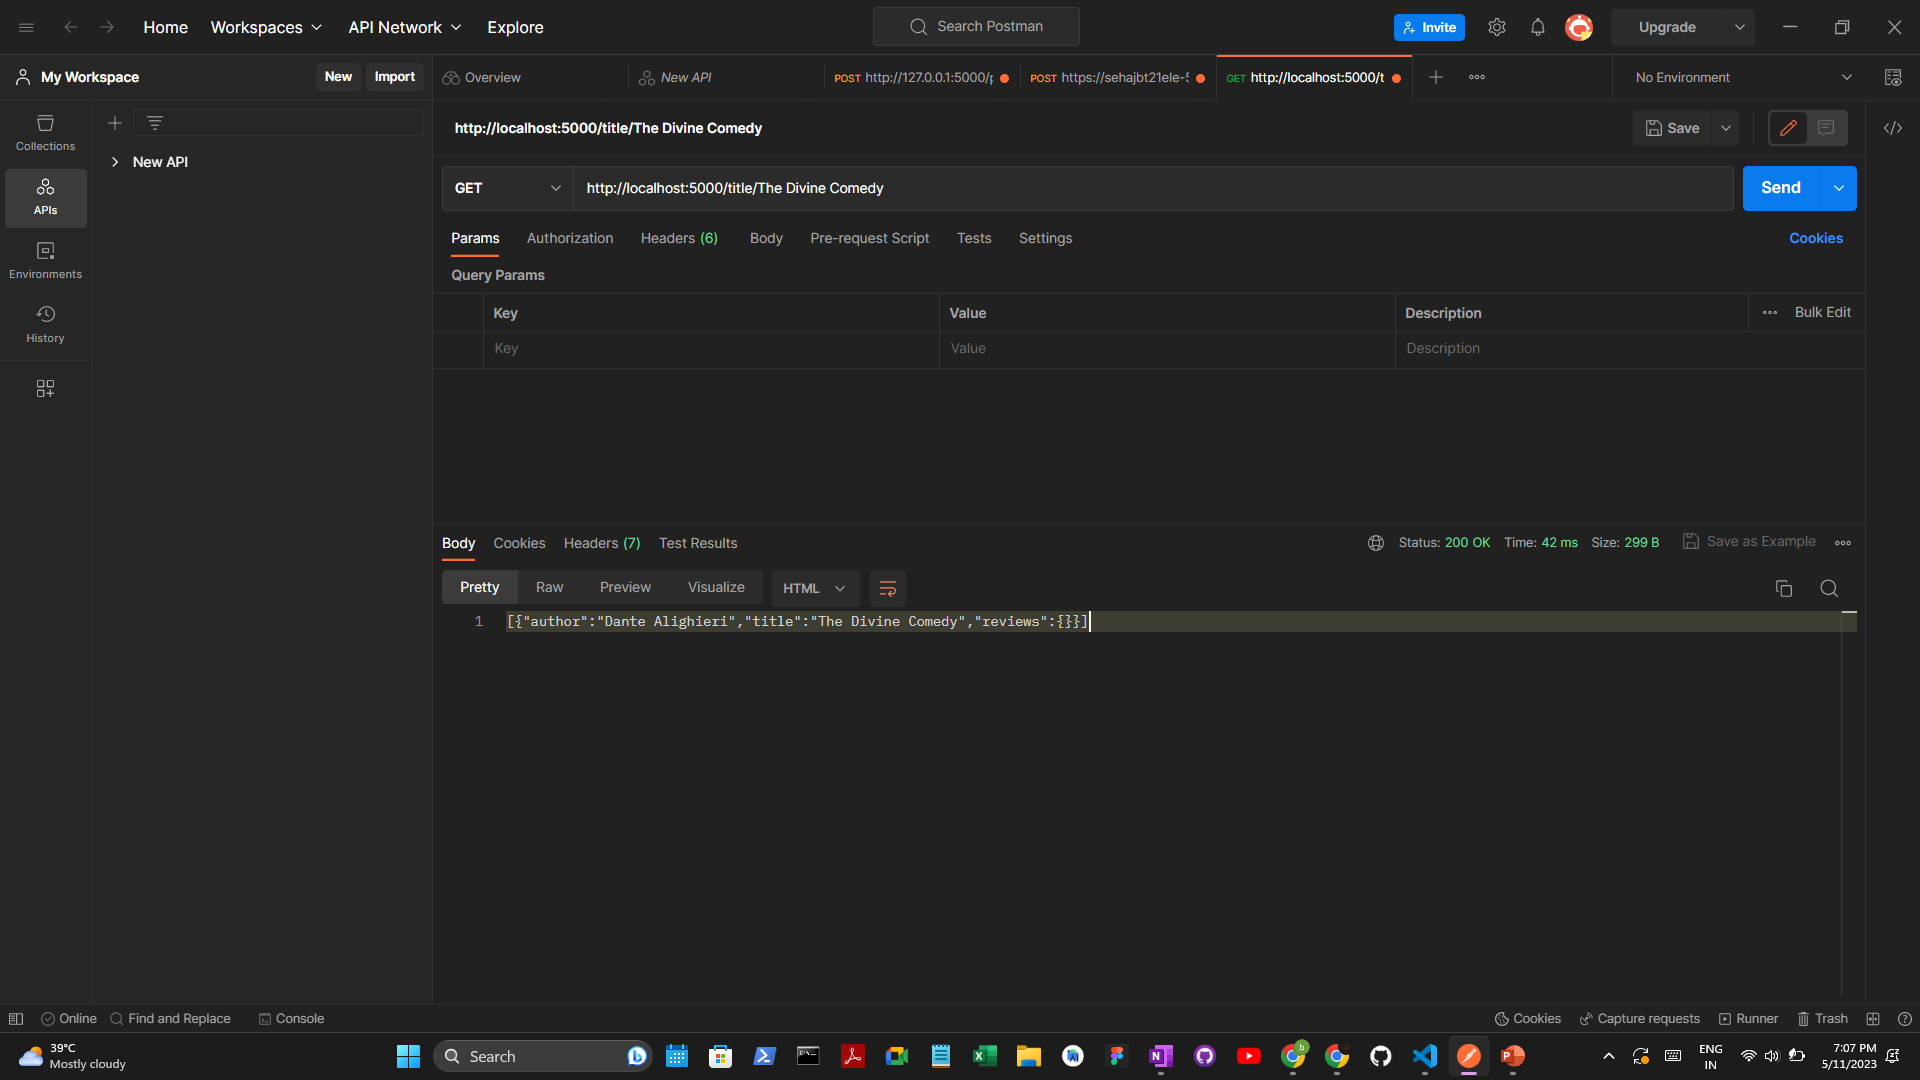 Home Workspaces API Network Explore
Search Postman
Invite Upgrade
My Workspace New Import
Overview New API POST http://127.0.0.1:5000/p POST https://sehajbt21ele-5 GET http://localhost:5000/t No Environment
Collections
APIs
Environments
History
New API
http://localhost:5000/title/The Divine Comedy Save
GET http://localhost:5000/title/The Divine Comedy Send
Params Authorization Headers (6) Body Pre-request Script Tests Settings Cookies
Query Params
Key Value Description Bulk Edit
Key Value Description
Body Cookies Headers (7) Test Results Status: 200 OK Time: 42 ms Size: 299 B Save as Example
Pretty Raw Preview Visualize HTML
1 [{"author":"Dante Alighieri","title":"The Divine Comedy","reviews":{}}]
Online Find and Replace Console Cookies Capture requests Runner Trash
39°C
Mostly cloudy
Search
ENG
IN
7:07 PM
5/11/2023